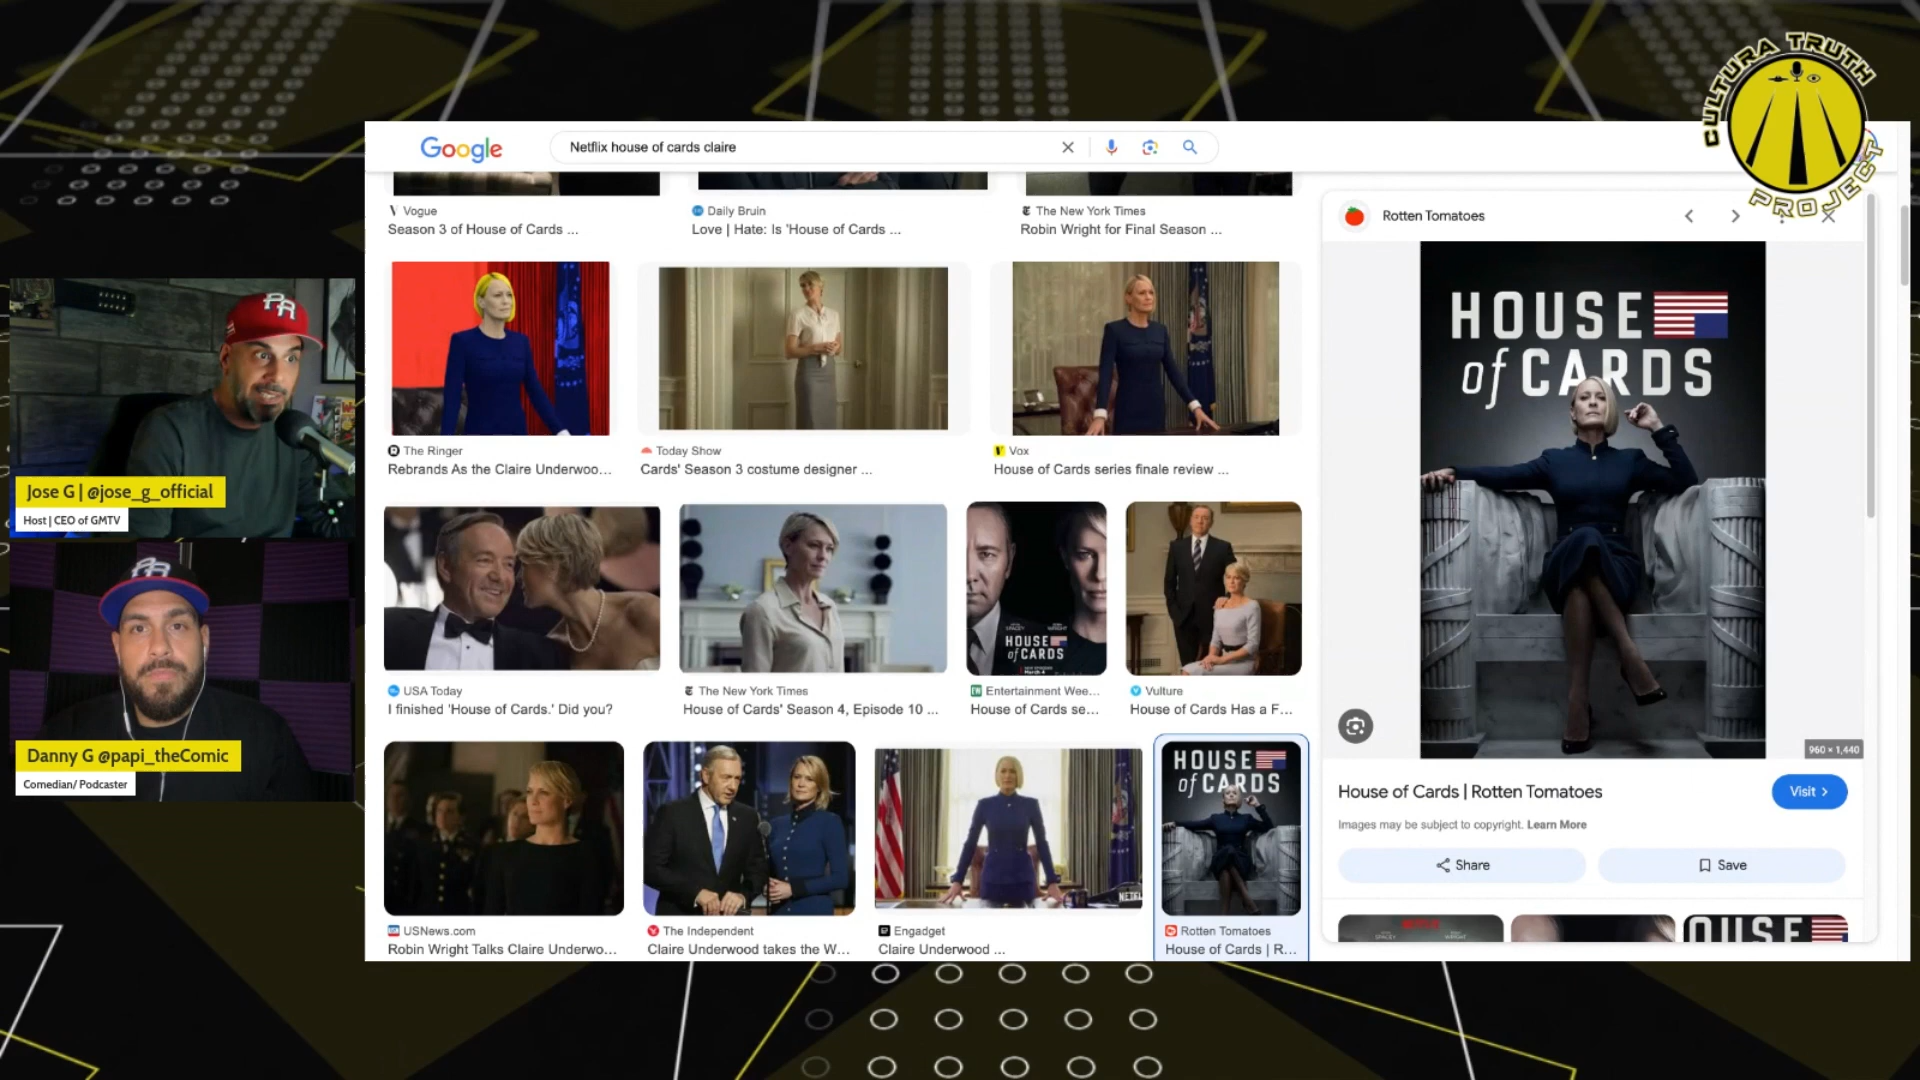 CULTURA TRUTH
PROJECT
Google
Netflix house of cards claire
Vogue
Season 3 of House of Cards ...
Daily Bruin
Love | Hate: Is 'House of Cards ...
The New York Times
Robin Wright for Final Season ...
Rotten Tomatoes
HOUSE
of CARDS
The Ringer
Rebrands As the Claire Underwoo...
Today Show
Cards' Season 3 costume designer ...
Vox
House of Cards series finale review ...
PA
Jose G | @jose_g_official
Host | CEO of GMTV
PA
Danny G @papi_theComic
Comedian/ Podcaster
HOUSE
of CARDS
USA Today
I finished 'House of Cards.' Did you?
The New York Times
House of Cards' Season 4, Episode 10 ...
Entertainment Wee...
House of Cards se...
Vulture
House of Cards Has a F...
960 × 1,440
House of Cards | Rotten Tomatoes
Visit
Images may be subject to copyright. Learn More
Share
Save
HOUSE
of CARDS
NETFL
USNews.com
Robin Wright Talks Claire Underwo...
The Independent
Claire Underwood takes the W...
Engadget
Claire Underwood ...
Rotten Tomatoes
House of Cards | R...
NETFLIX
HOUSE